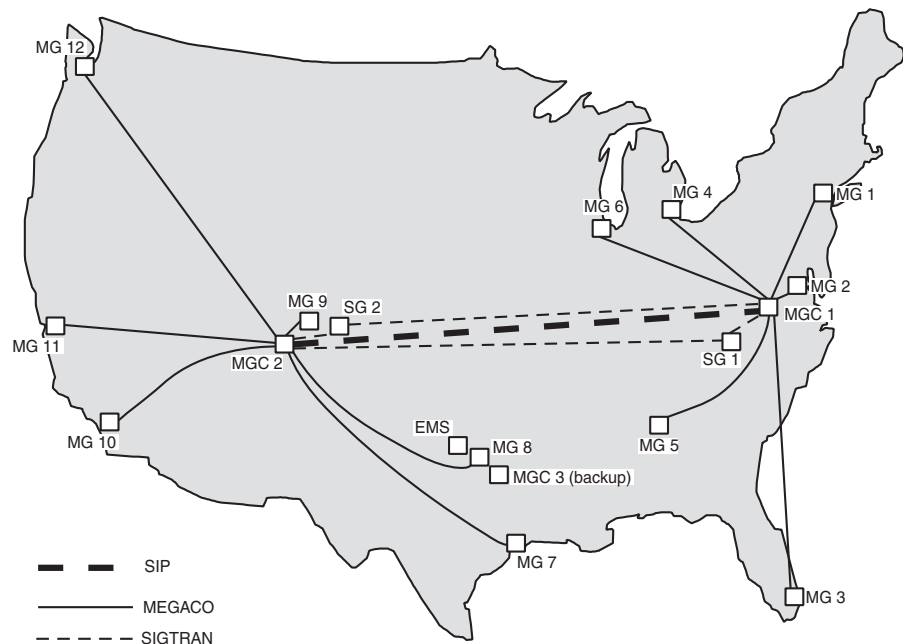 MG 12
MG 4
MG 6
MG 1
MG 2
MG 9
SG 2
MGC 1
MG 11
MGC 2
SG 1
MG 10
EMS
MG 8
MG 5
MGC 3 (backup)
MG 7
SIP
MG 3
MEGACO
SIGTRAN